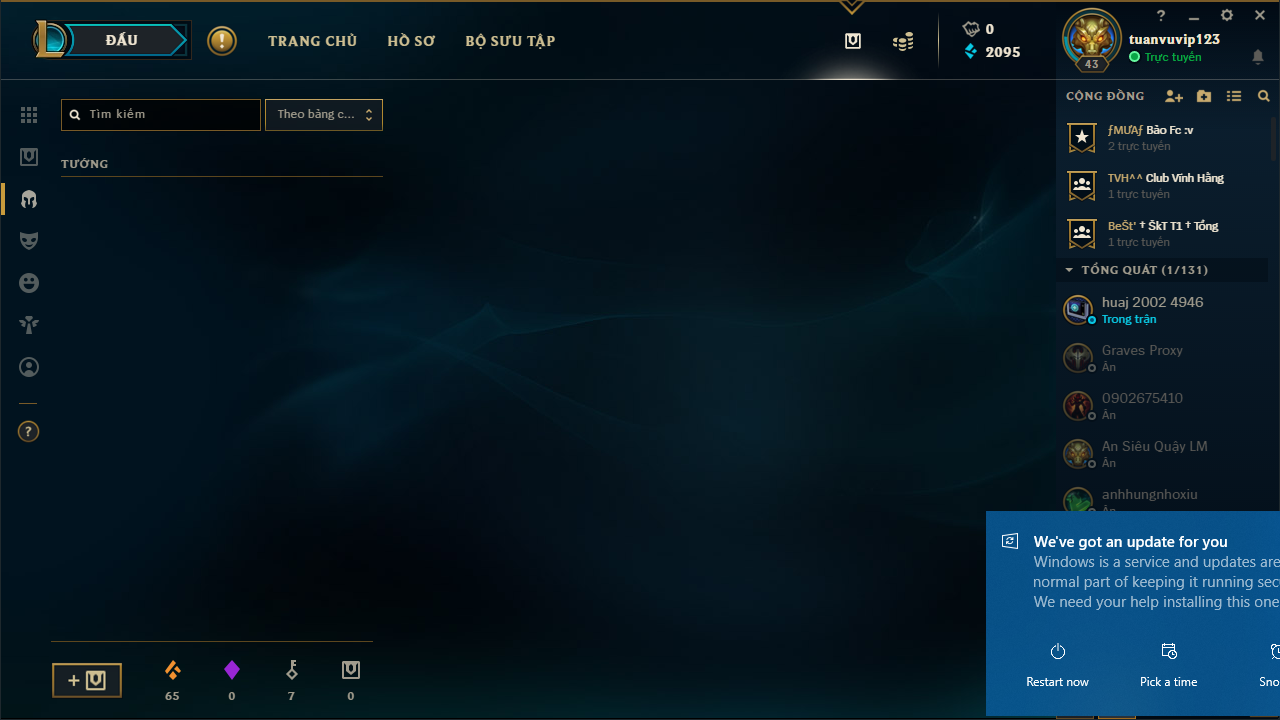 ĐẤU
!
TRANG CHỦ
HỒ SƠ
BỘ SƯU TẬP
0
2095
?
tuanvuvip123
Trực tuyến
43
Tìm kiếm
Theo bảng c...
TƯỚNG
?
CỘNG ĐỒNG
ƒMƯAƒ Bảo Fc :v
2 trực tuyến
TVH^^ Club Vĩnh Hằng
1 trực tuyến
BeŠt' † ŠkT T1 † Tổng
1 trực tuyến
TỔNG QUÁT (1/131)
huaj 2002 4946
Trong trận
Graves Proxy
Ẩn
0902675410
Ẩn
An Siêu Quậy LM
Ẩn
anhhungnhoxiu
Ẩn
We've got an update for you
Windows is a service and updates are
normal part of keeping it running sec
We need your help installing this one
Restart now
Pick a time
Sno
+
65
0
7
0